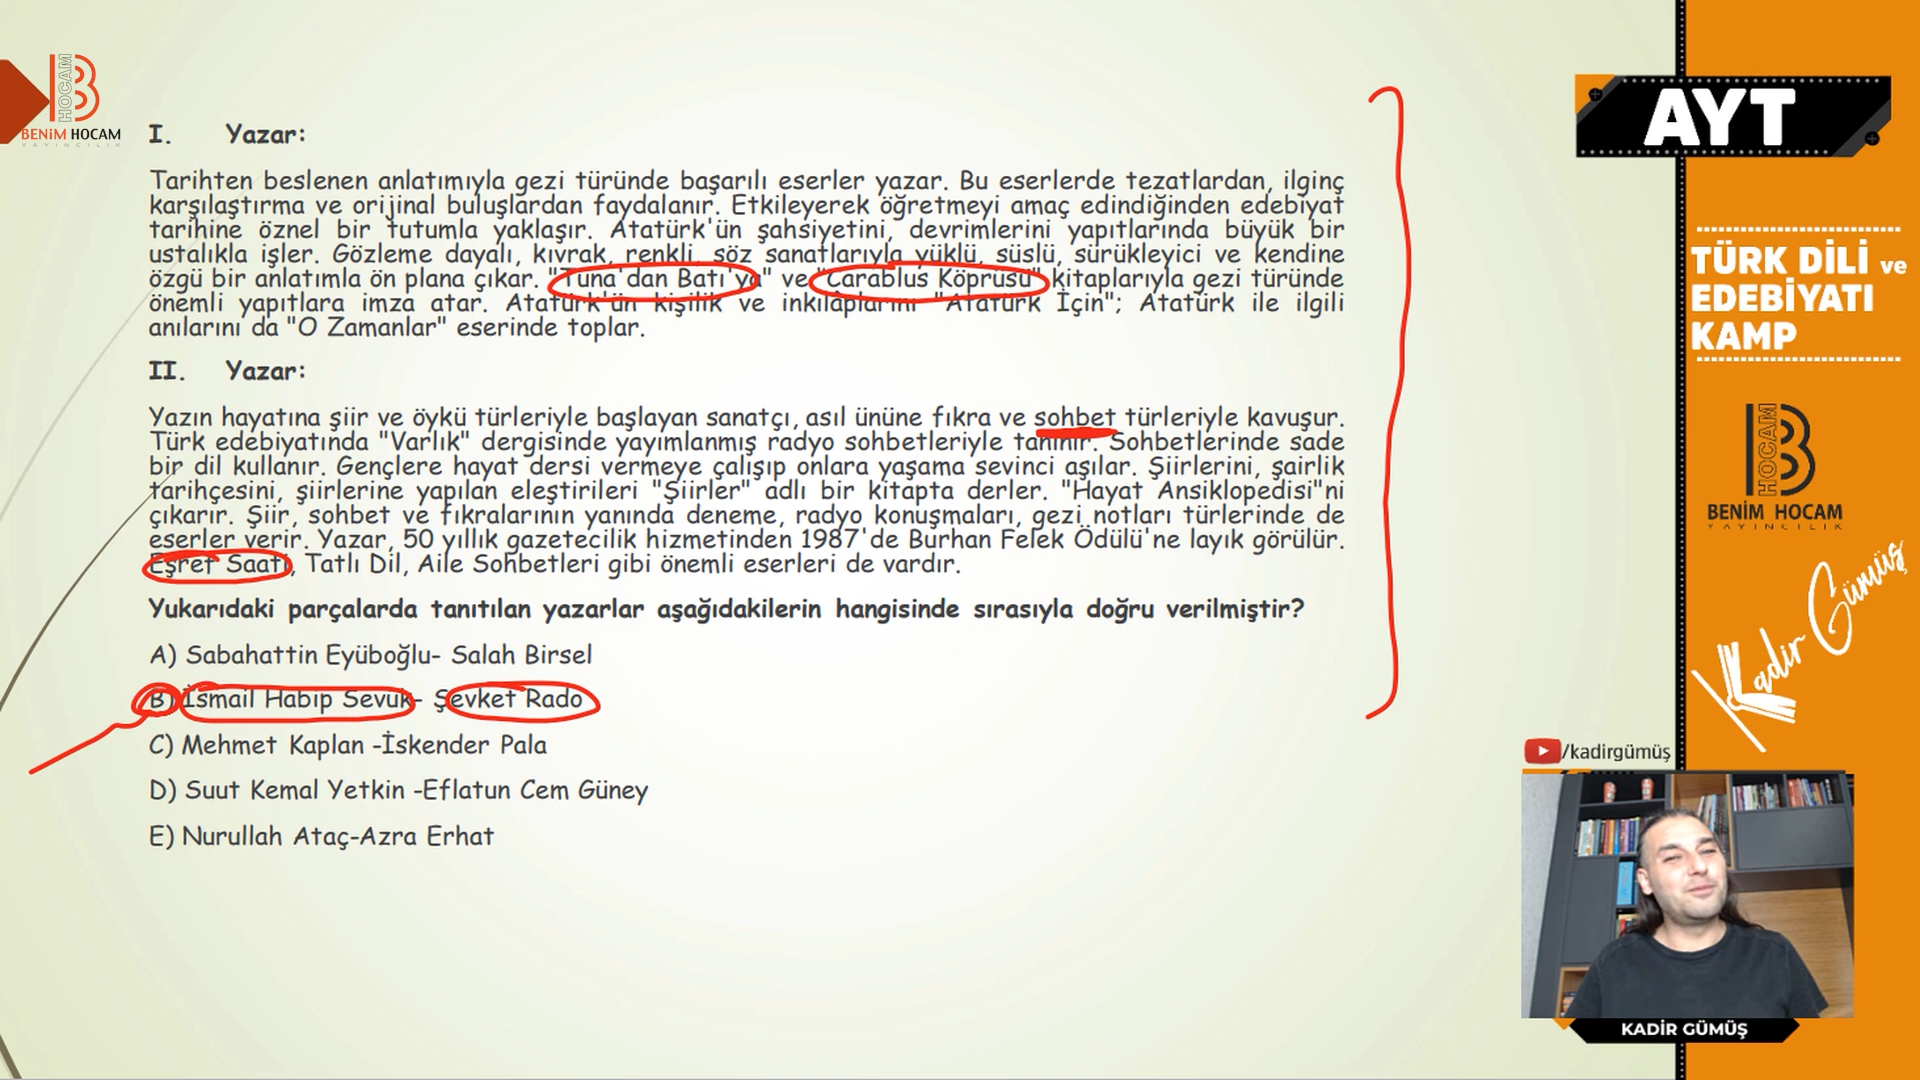 HOCAM
BENİM HOCAM
YAYINCILIK
I. Yazar:
Tarihten beslenen anlatımıyla gezi türünde başarılı eserler yazar. Bu eserlerde tezatlardan, ilginç
karşılaştırma ve orijinal buluşlardan faydalanır. Etkileyerek öğretmeyi amaç edindiğinden edebiyat
tarihine öznel bir tutumla yaklaşır. Atatürk'ün şahsiyetini, devrimlerini yapıtlarında büyük bir
ustalıkla işler. Gözleme dayalı, kıvrak, renkli, söz sanatlarıyla yüklü, süslü, sürükleyici ve kendine
özgü bir anlatımla ön plana çıkar. "Tuna'dan Batı'ya" ve "Carablus Köprüsü" kitaplarıyla gezi türünde
önemli yapıtlara imza atar. Atatürk'ün kişilik ve inkılaplarını "Atatürk İçin"; Atatürk ile ilgili
anılarını da "O Zamanlar" eserinde toplar.
II. Yazar:
Yazın hayatına şiir ve öykü türleriyle başlayan sanatçı, asıl ününe fıkra ve sohbet türleriyle kavuşur.
Türk edebiyatında "Varlık" dergisinde yayımlanmış radyo sohbetleriyle tanınır. Sohbetlerinde sade
bir dil kullanır. Gençlere hayat dersi vermeye çalışıp onlara yaşama sevinci aşılar. Şiirlerini, şairlik
tarihçesini, şiirlerine yapılan eleştirileri "Şiirler" adlı bir kitapta derler. "Hayat Ansiklopedisi"ni
çıkarır. Şiir, sohbet ve fıkralarının yanında deneme, radyo konuşmaları, gezi notları türlerinde de
eserler verir. Yazar, 50 yıllık gazetecilik hizmetinden 1987'de Burhan Felek Ödülü'ne layık görülür.
Eşref Saati, Tatlı Dil, Aile Sohbetleri gibi önemli eserleri de vardır.
Yukarıdaki parçalarda tanıtılan yazarlar aşağıdakilerin hangisinde sırasıyla doğru verilmiştir?
A) Sabahattin Eyüboğlu- Salah Birsel
B) İsmail Habip Sevük- Şevket Rado
C) Mehmet Kaplan -İskender Pala
D) Suut Kemal Yetkin -Eflatun Cem Güney
E) Nurullah Ataç-Azra Erhat
AYT
TÜRK DİLİ ve
EDEBİYATI
KAMP
HOCAM
BENİM HOCAM
YAYINCILIK
Kadir Gümüş
/kadirgümüş
KADİR GÜMÜŞ